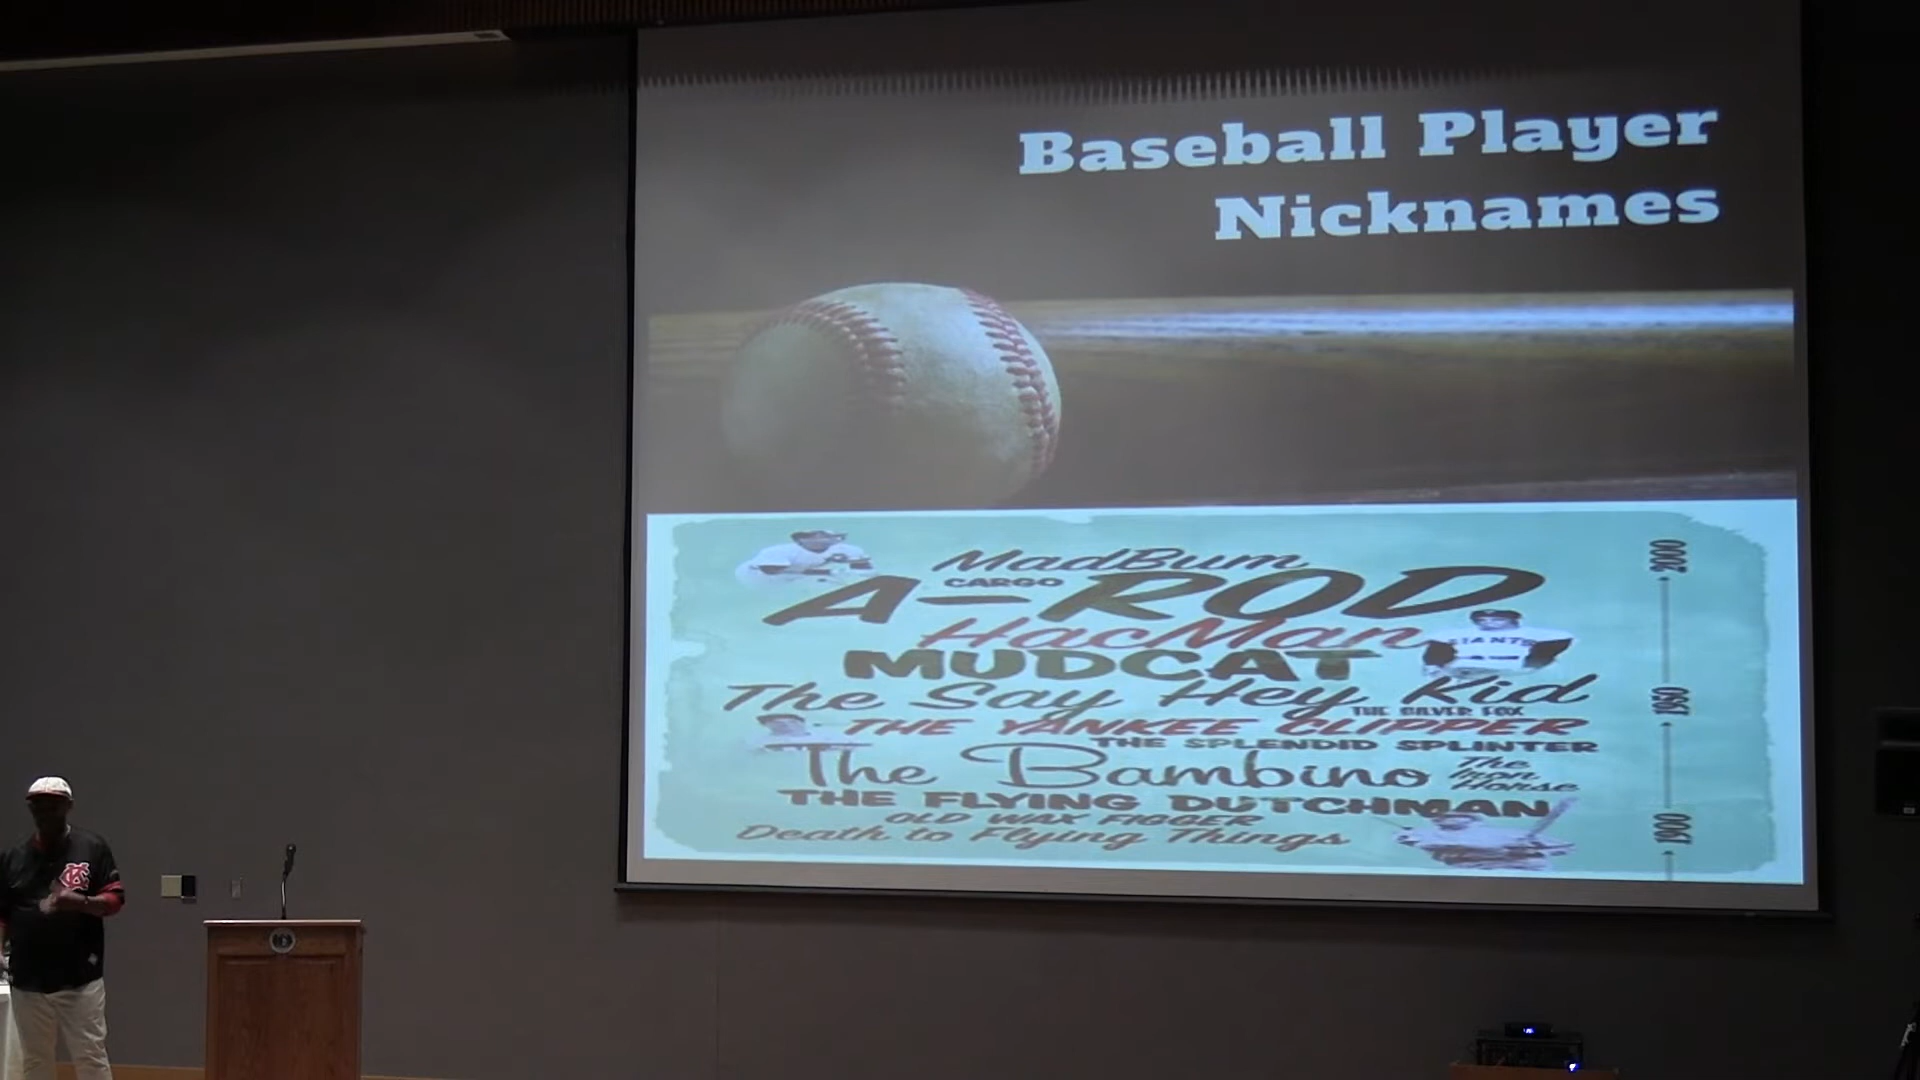 Baseball Player
Nicknames
MadBum
CARGO
A-ROD
HacMan
MUDCAT
GIANTS
The Say Hey Kid
THE SILVER FOX
THE YANKEE CLIPPER
THE SPLENDID SPLINTER
The Bambino
The
Iron
Horse
THE FLYING DUTCHMAN
OLD WAX FIGGER
Death to Flying Things
2000
1950
1900
KC